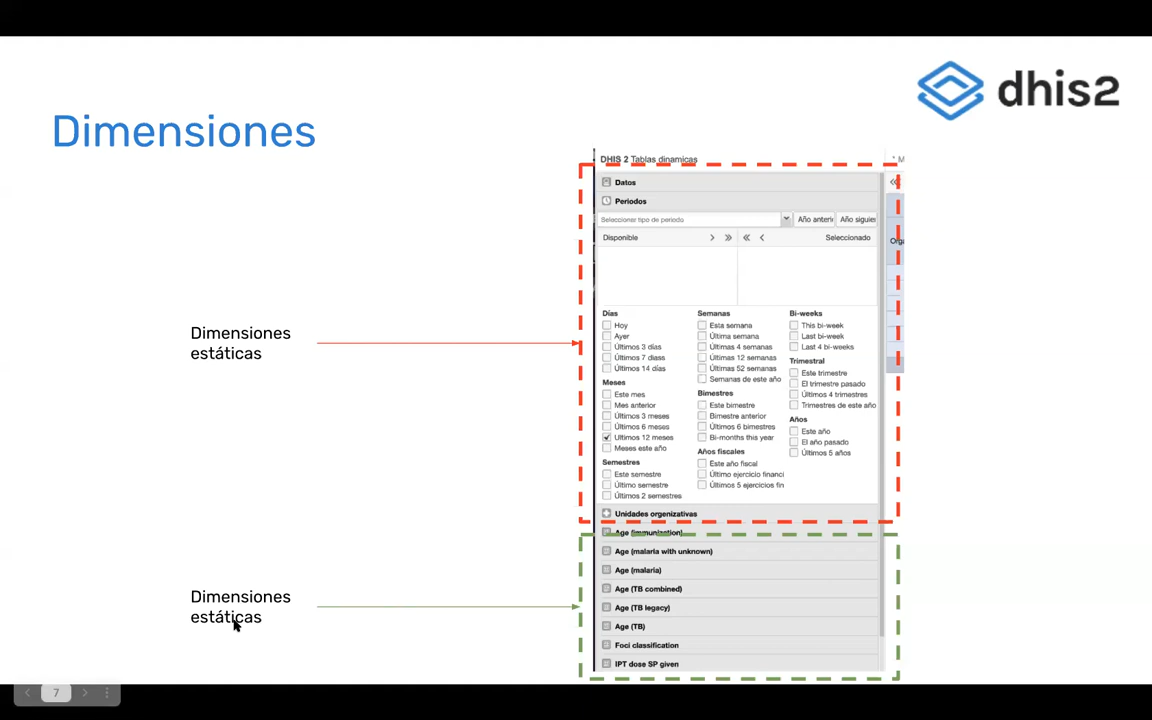 dhis2
Dimensiones
DHIS 2 Tablas dinamicas
* M
Datos
Periodos
Seleccionar tipo de periodo
Año anteri
Año siguier
Disponible
Seleccionado
Orga
Días
Hoy
Ayer
Últimos 3 días
Últimos 7 diass
Últimos 14 días
Meses
Este mes
Mes anterior
Últimos 3 meses
Últimos 6 meses
Ultimos 12 meses
Meses este año
Semestres
Este semestre
Último semestre
Últimos 2 semestres
Semanas
Esta semana
Última semana
Últimas 4 semanas
Últimas 12 semanas
Últimas 52 semanas
Semanas de este año
Bimestres
Este bimestre
Bimestre anterior
Últimos 6 bimestres
Bi-months this year
Años fiscales
Este año fiscal
Último ejercicio financi
Últimos 5 ejercicios fin
Bi-weeks
This bi-week
Last bi-week
Last 4 bi-weeks
Trimestral
Este trimestre
El trimestre pasado
Últimos 4 trimestres
Trimestres de este año
Años
Este año
El año pasado
Últimos 5 años
Unidades organizativas
Age (immunization)
Age (malaria with unknown)
Age (malaria)
Age (TB combined)
Age (TB legacy)
Age (TB)
Foci classification
IPT dose SP given
Dimensiones
estáticas
Dimensiones
estáticas
7